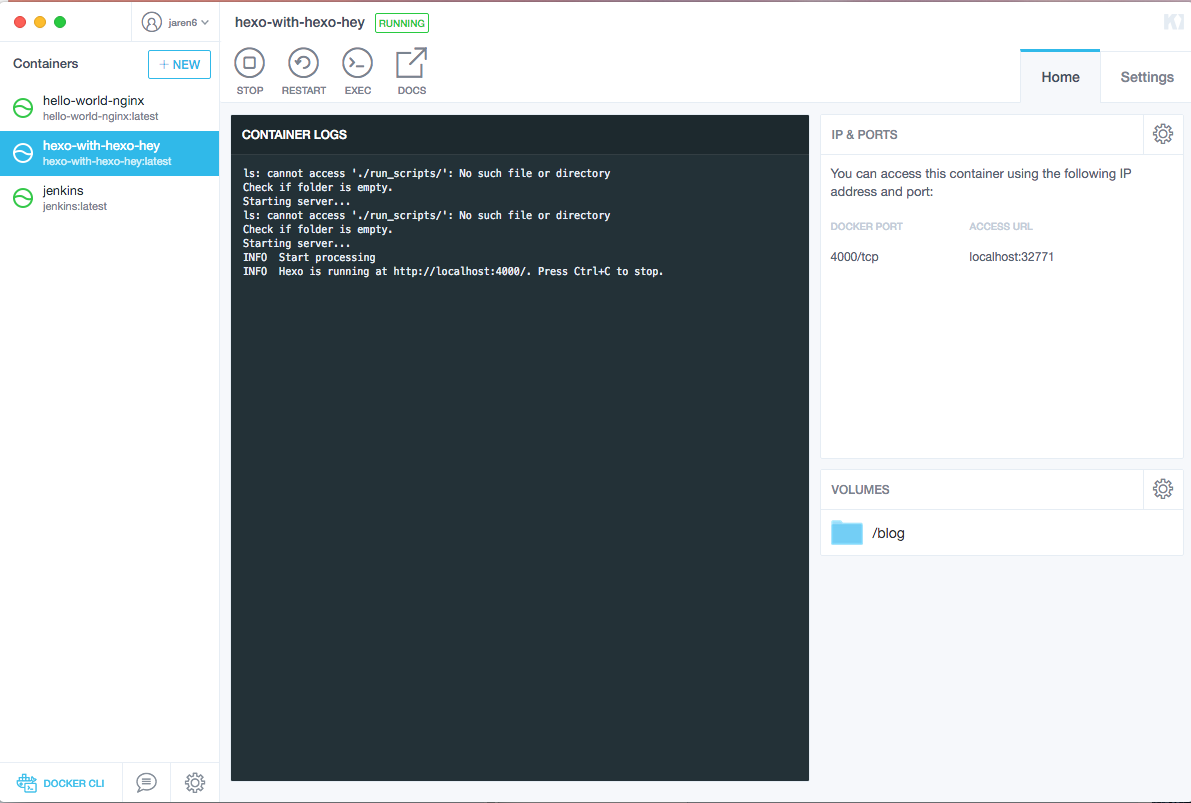 jaren6
hexo-with-hexo-hey
RUNNING
Containers
+ NEW
STOP
RESTART
EXEC
DOCS
Home
Settings
hello-world-nginx
hello-world-nginx:latest
hexo-with-hexo-hey
hexo-with-hexo-hey:latest
jenkins
jenkins:latest
CONTAINER LOGS
ls: cannot access './run_scripts/': No such file or directory
Check if folder is empty.
Starting server...
ls: cannot access './run_scripts/': No such file or directory
Check if folder is empty.
Starting server...
INFO  Start processing
INFO  Hexo is running at http://localhost:4000/. Press Ctrl+C to stop.
IP & PORTS
You can access this container using the following IP
address and port:
DOCKER PORT
ACCESS URL
4000/tcp
localhost:32771
VOLUMES
/blog
DOCKER CLI